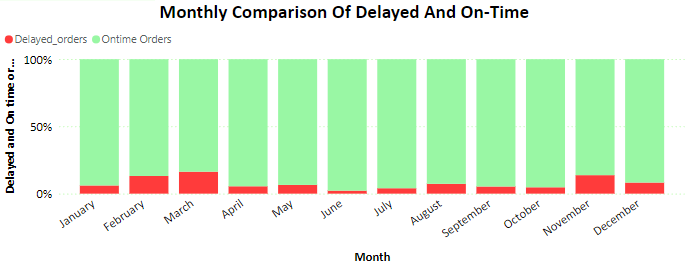 Monthly Comparison Of Delayed And On-Time
Delayed_orders Ontime Orders
Delayed and On time or...
100%
50%
0%
January February March April May June July August September October November December
Month